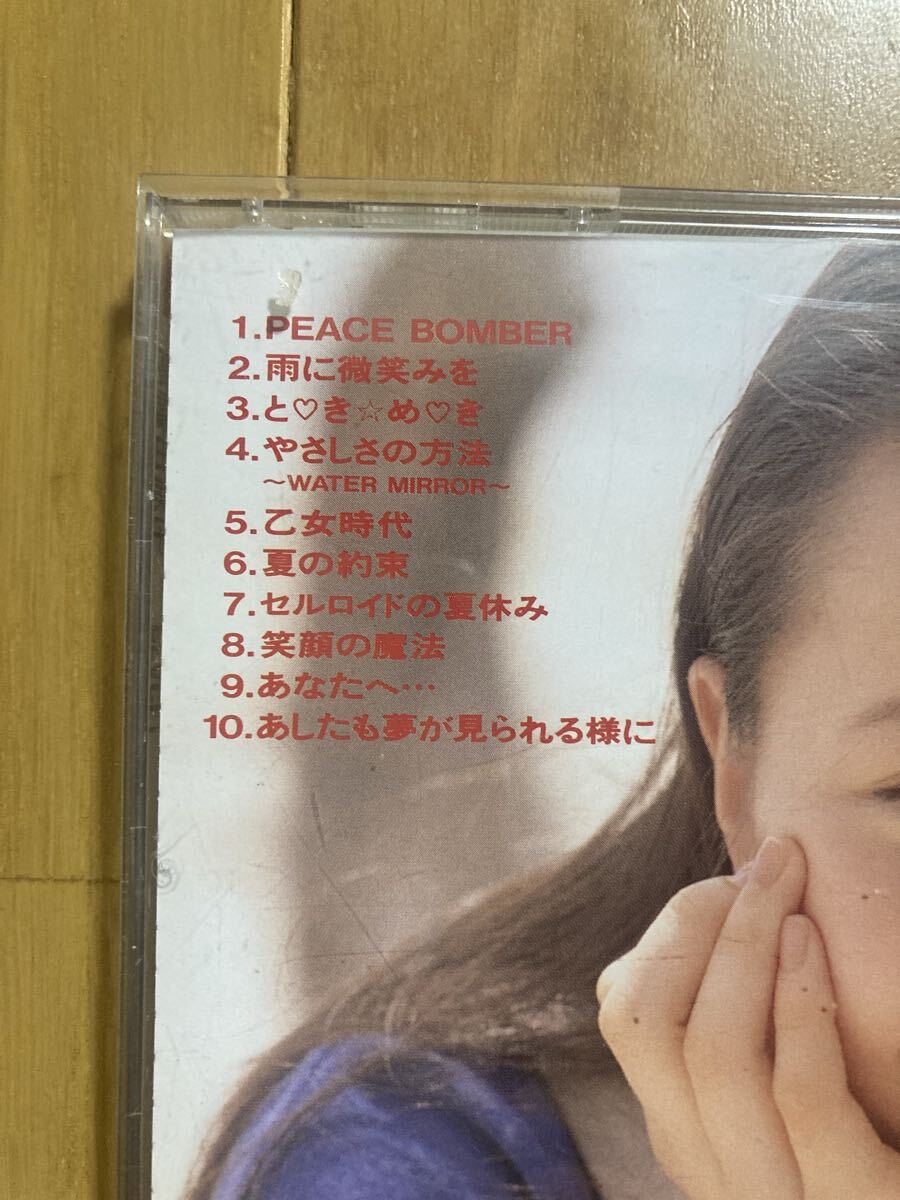 1.PEACE BOMBER
2.雨に微笑みを
3.と♡き☆め♡き
4.やさしさの方法
～WATER MIRROR～
5.乙女時代
6.夏の約束
7.セルロイドの夏休み
8.笑顔の魔法
9.あなたへ…
10.あしたも夢が見られる様に